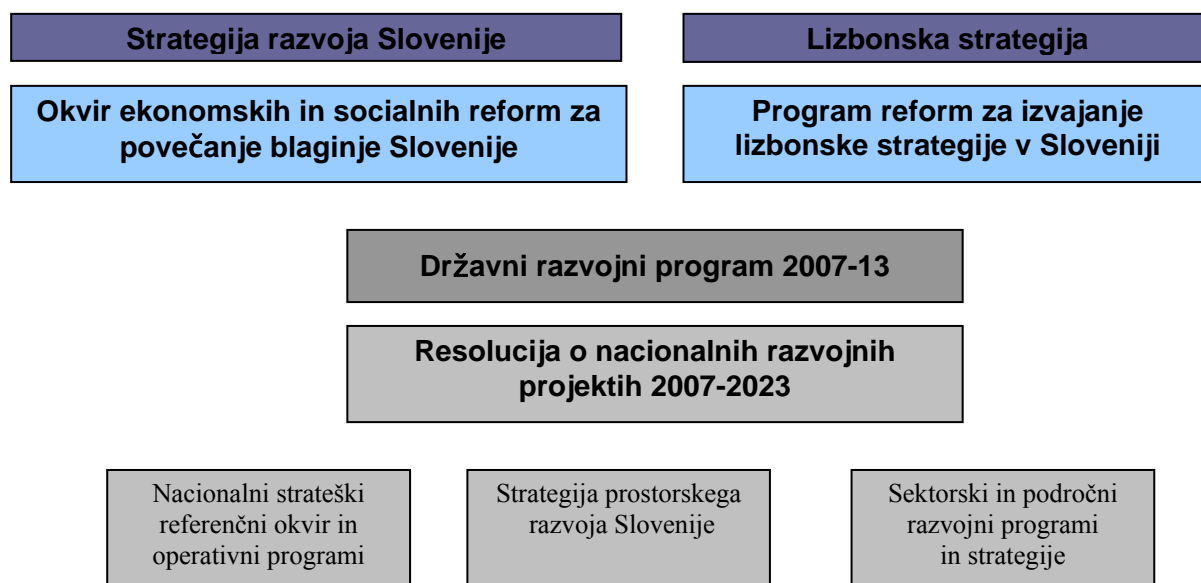 Strategija razvoja Slovenije
Lizbonska strategija
Okvir ekonomskih in socialnih reform za
povečanje blaginje Slovenije
Program reform za izvajanje
lizbonske strategije v Sloveniji
Državni razvojni program 2007-13
Resolucija o nacionalnih razvojnih
projektih 2007-2023
Nacionalni strateški
referenčni okvir in
operativni programi
Strategija prostorskega
razvoja Slovenije
Sektorski in področni
razvojni programi
in strategije